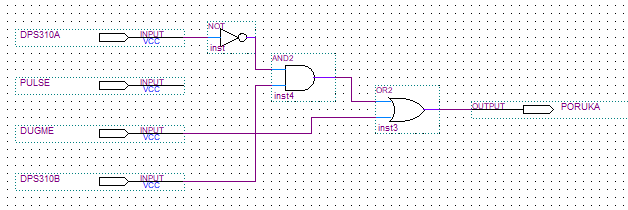 DPS310A INPUT VCC
NOT
inst
AND2
inst4
PULSE INPUT VCC
OR2
inst3
OUTPUT PORUKA
DUGME INPUT VCC
DPS310B INPUT VCC